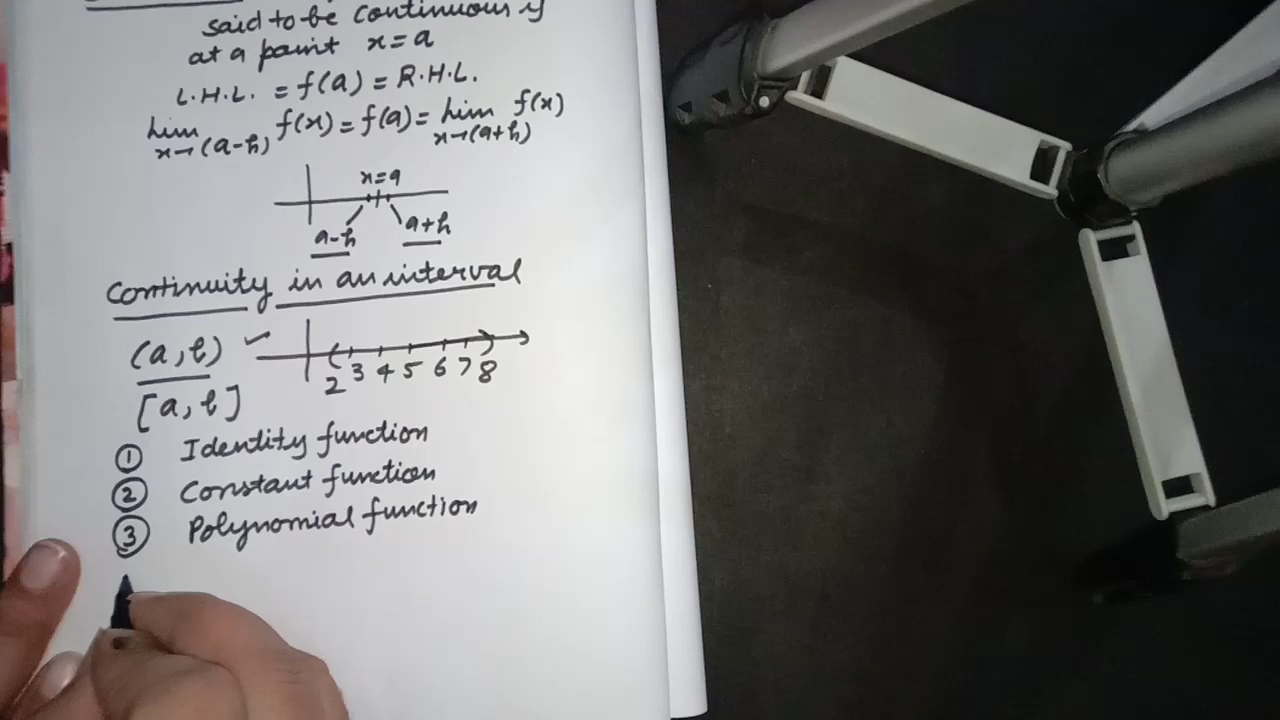 said to be continuous if
at a point x=a
L.H.L. = f(a) = R.H.L.
lim x→(a-h) f(x) = f(a) = lim x→(a+h) f(x)
x=a
a-h a+h
Continuity in an interval
(a,b) ✓
2 3 4 5 6 7 8
[a,b]
① Identity function
② Constant function
③ Polynomial function